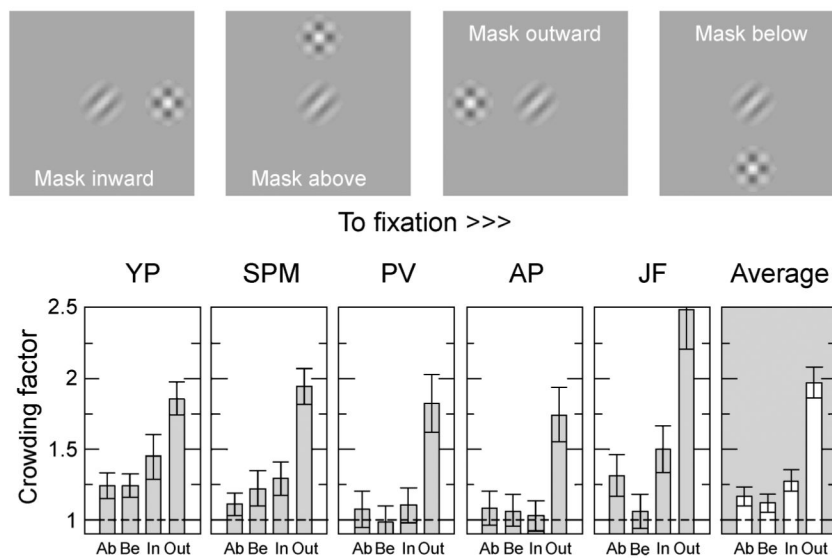 Mask inward
Mask above
Mask outward
Mask below
To fixation >>>
YP SPM PV AP JF Average
Crowding factor
2.5
2
1.5
1
Ab Be In Out Ab Be In Out Ab Be In Out Ab Be In Out Ab Be In Out Ab Be In Out